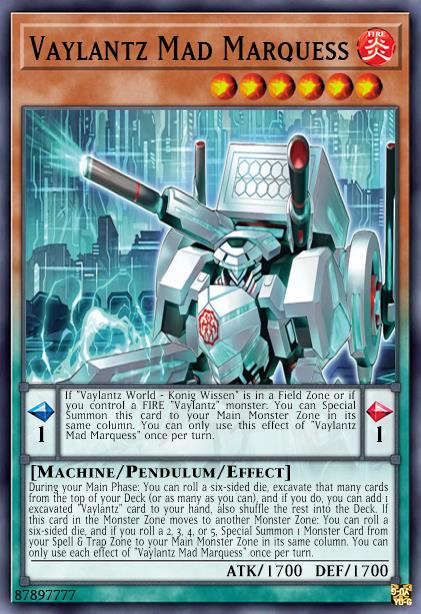 VAYLANTZ MAD MARQUESS
FIRE
炎
If "Vaylantz World - Konig Wissen" is in a Field Zone or if
you control a FIRE "Vaylantz" monster: You can Special
Summon this card to your Main Monster Zone in its
same column. You can only use this effect of "Vaylantz
Mad Marquess" once per turn.
1
1
[MACHINE/PENDULUM/EFFECT]
During your Main Phase: You can roll a six-sided die, excavate that many cards
from the top of your Deck (or as many as you can), and if you do, you can add 1
excavated "Vaylantz" card to your hand, also shuffle the rest into the Deck. If
this card in the Monster Zone moves to another Monster Zone: You can roll a
six-sided die, and if you roll a 2, 3, 4, or 5, Special Summon 1 Monster Card from
your Spell & Trap Zone to your Main Monster Zone in its same column. You can
only use each effect of "Vaylantz Mad Marquess" once per turn.
ATK/1700 DEF/1700
87897777